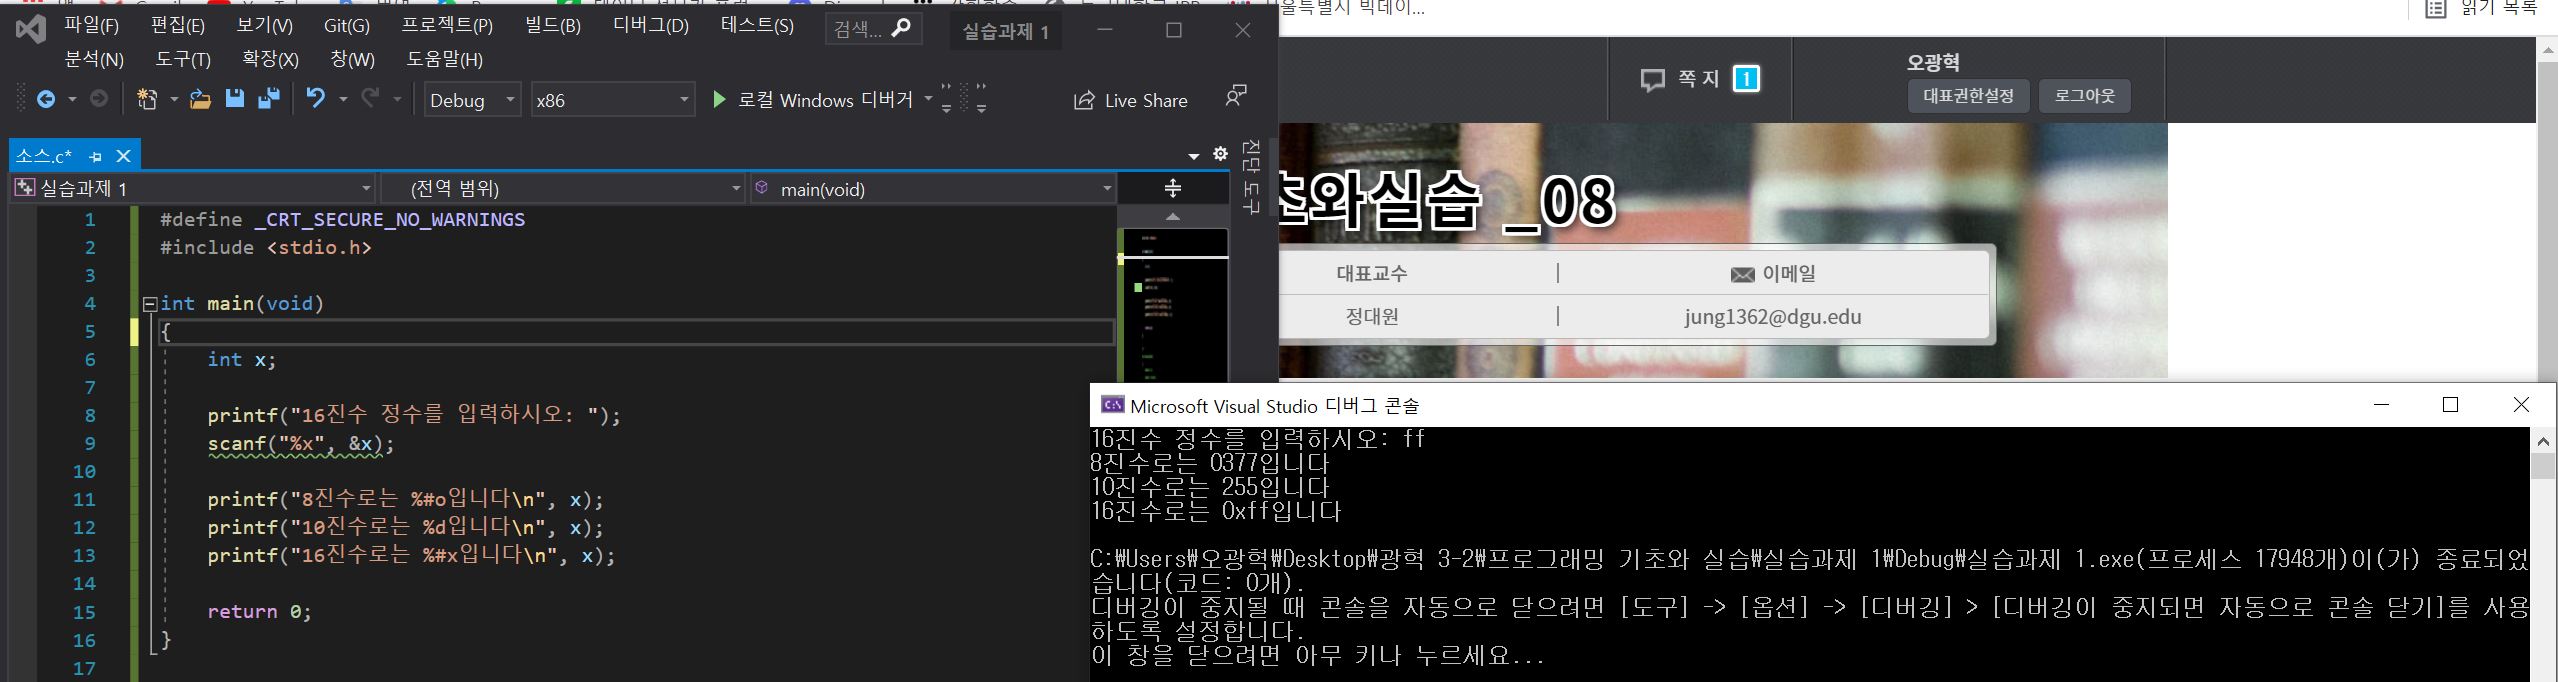 파일(F) 편집(E) 보기(V) Git(G) 프로젝트(P) 빌드(B) 디버그(D) 테스트(S) 검색... 실습과제 1
분석(N) 도구(T) 확장(X) 창(W) 도움말(H)
Debug x86 로컬 Windows 디버거 Live Share
소스.c*
진단 도구
실습과제 1 (전역 범위) main(void)
1 #define _CRT_SECURE_NO_WARNINGS
2 #include <stdio.h>
3
4 int main(void)
5 {
6 int x;
7
8 printf("16진수 정수를 입력하시오: ");
9 scanf("%x", &x);
10
11 printf("8진수로는 %#o입니다\n", x);
12 printf("10진수로는 %d입니다\n", x);
13 printf("16진수로는 %#x입니다\n", x);
14
15 return 0;
16 }
17
읽기 목록
쪽지 1
오광혁
대표권한설정 로그아웃
초와실습 _08
대표교수 | 이메일
정대원 | jung1362@dgu.edu
Microsoft Visual Studio 디버그 콘솔
16진수 정수를 입력하시오: ff
8진수로는 0377입니다
10진수로는 255입니다
16진수로는 0xff입니다
C:\Users\오광혁\Desktop\광혁 3-2\프로그래밍 기초와 실습\실습과제 1\Debug\실습과제 1.exe(프로세스 17948개)이(가) 종료되었
습니다(코드: 0개).
디버깅이 중지될 때 콘솔을 자동으로 닫으려면 [도구] -> [옵션] -> [디버깅] > [디버깅이 중지되면 자동으로 콘솔 닫기]를 사용
하도록 설정합니다.
이 창을 닫으려면 아무 키나 누르세요...